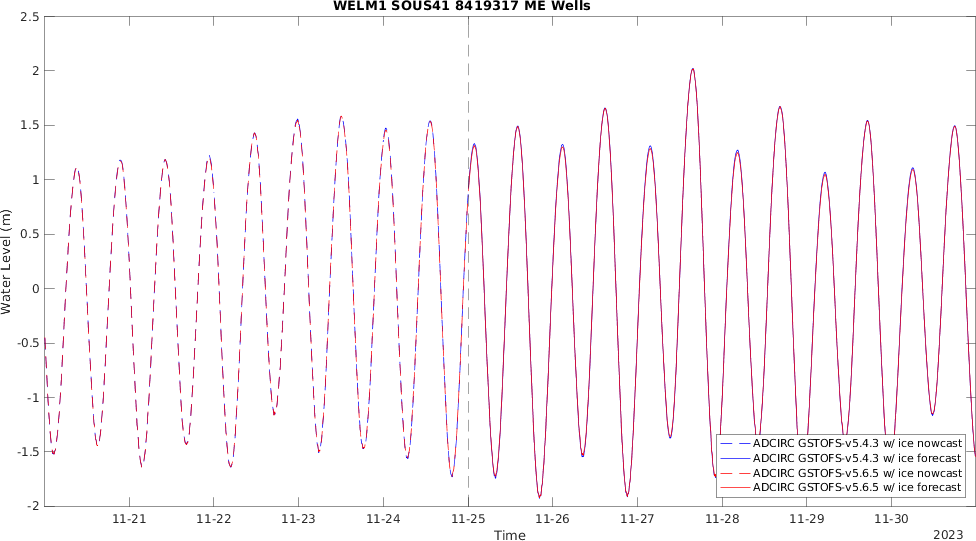 WELM1 SOUS41 8419317 ME Wells
2.5
2
1.5
1
0.5
0
-0.5
-1
-1.5
-2
Water Level (m)
ADCIRC GSTOFS-v5.4.3 w/ ice nowcast
ADCIRC GSTOFS-v5.4.3 w/ ice forecast
ADCIRC GSTOFS-v5.6.5 w/ ice nowcast
ADCIRC GSTOFS-v5.6.5 w/ ice forecast
11-21 11-22 11-23 11-24 11-25 11-26 11-27 11-28 11-29 11-30
Time
2023